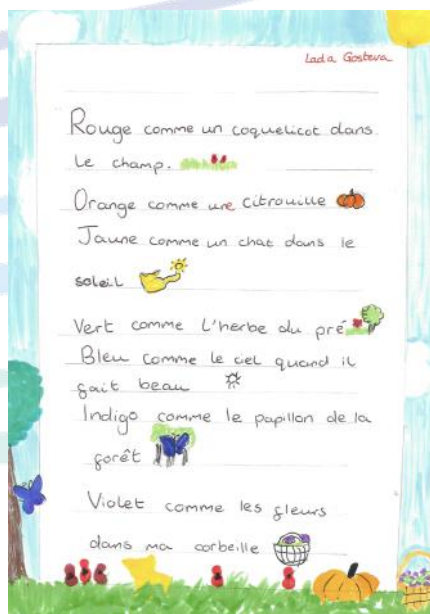 Lada Gosteva
Rouge comme un coquelicot dans
le champ.
Orange comme une citrouille
Jaune comme un chat dans le
soleil
Vert comme l'herbe du pré
Bleu comme le ciel quand il
fait beau
Indigo comme le papillon de la
forêt
Violet comme les fleurs
dans ma corbeille